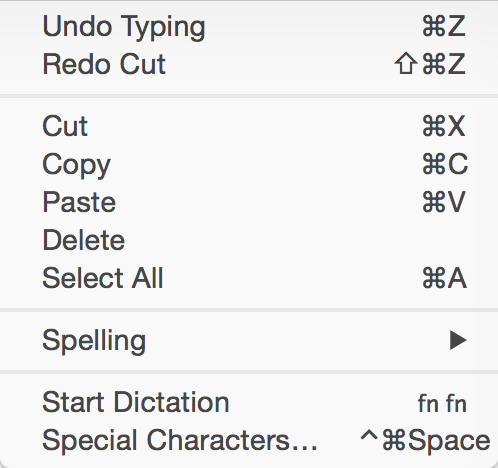 Undo Typing ⌘Z
Redo Cut ⇧⌘Z
Cut ⌘X
Copy ⌘C
Paste ⌘V
Delete
Select All ⌘A
Spelling ▶
Start Dictation fn fn
Special Characters… ^⌘Space